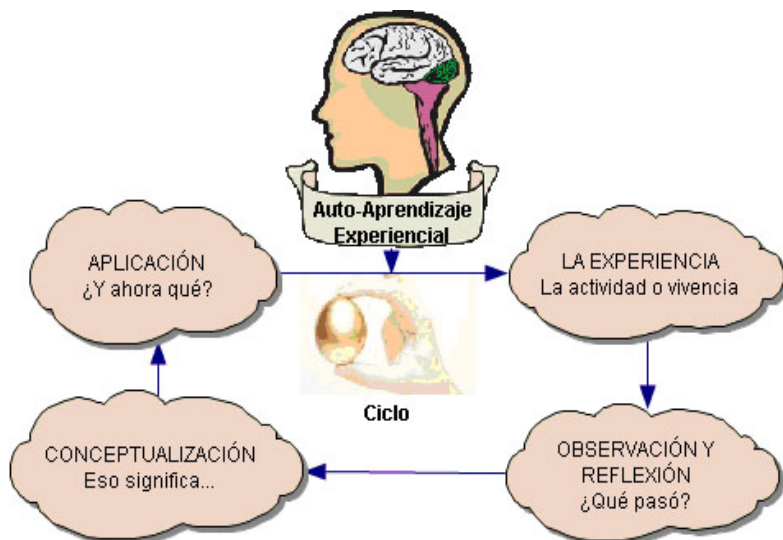 Auto-Aprendizaje
Experiencial
APLICACIÓN
¿Y ahora qué?
LA EXPERIENCIA
La actividad o vivencia
Ciclo
CONCEPTUALIZACIÓN
Eso significa...
OBSERVACIÓN Y
REFLEXIÓN
¿Qué pasó?